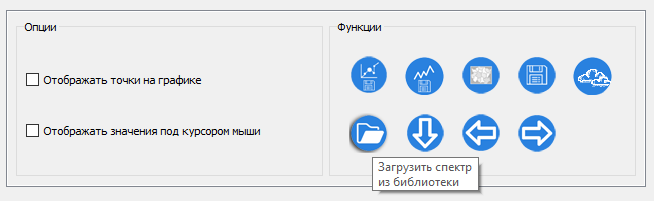 Опции
Функции
Отображать точки на графике
Отображать значения под курсором мыши
Загрузить спектр
из библиотеки